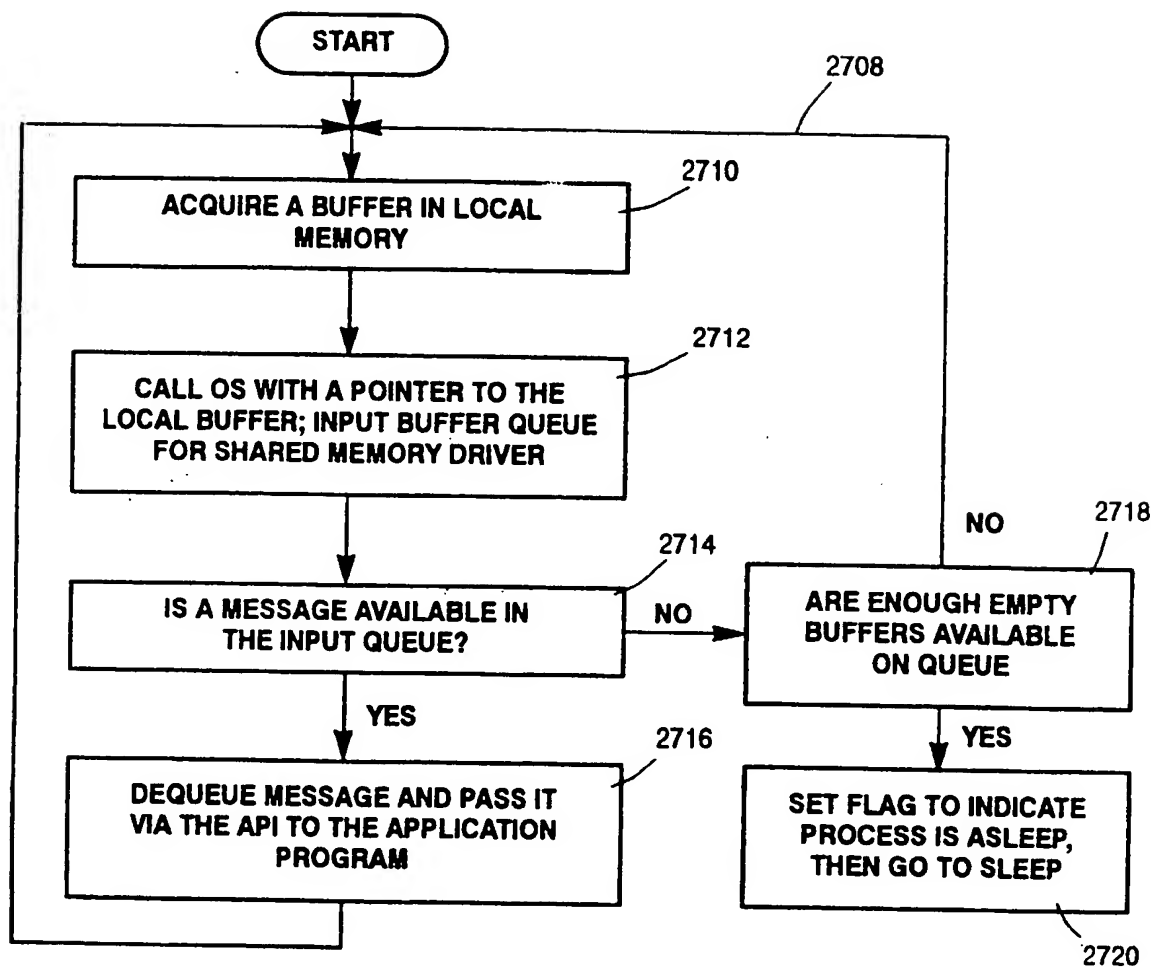 START
2708
2710
ACQUIRE A BUFFER IN LOCAL
MEMORY
2712
CALL OS WITH A POINTER TO THE
LOCAL BUFFER; INPUT BUFFER QUEUE
FOR SHARED MEMORY DRIVER
2714
IS A MESSAGE AVAILABLE IN
THE INPUT QUEUE?
NO
NO
2718
ARE ENOUGH EMPTY
BUFFERS AVAILABLE
ON QUEUE
YES
2716
DEQUEUE MESSAGE AND PASS IT
VIA THE API TO THE APPLICATION
PROGRAM
YES
SET FLAG TO INDICATE
PROCESS IS ASLEEP,
THEN GO TO SLEEP
2720